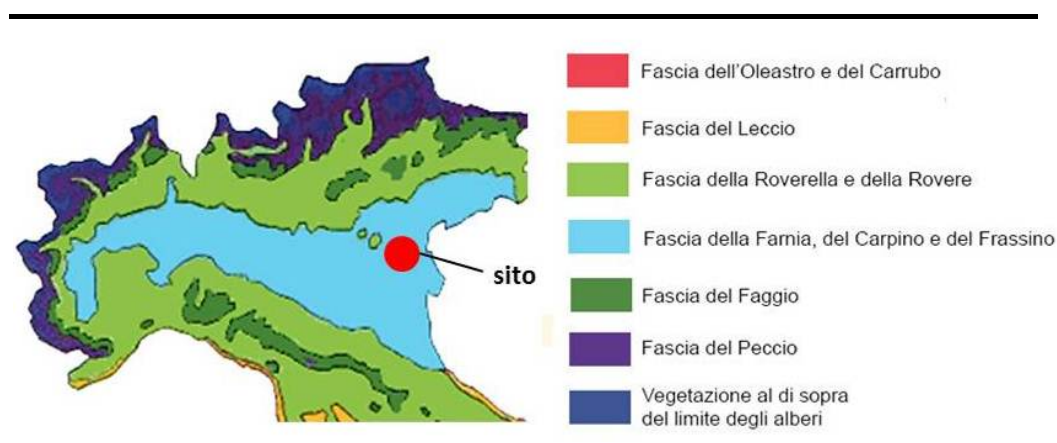 Fascia dell'Oleastro e del Carrubo
Fascia del Leccio
Fascia della Roverella e della Rovere
Fascia della Farnia, del Carpino e del Frassino
sito
Fascia del Faggio
Fascia del Peccio
Vegetazione al di sopra
del limite degli alberi